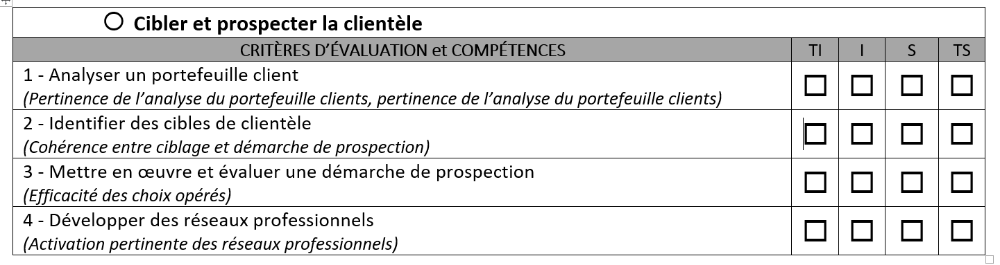 Cibler et prospecter la clientèle
CRITÈRES D’ÉVALUATION et COMPÉTENCES TI I S TS
1 - Analyser un portefeuille client
(Pertinence de l’analyse du portefeuille clients, pertinence de l’analyse du portefeuille clients)
2 - Identifier des cibles de clientèle
(Cohérence entre ciblage et démarche de prospection)
3 - Mettre en œuvre et évaluer une démarche de prospection
(Efficacité des choix opérés)
4 - Développer des réseaux professionnels
(Activation pertinente des réseaux professionnels)